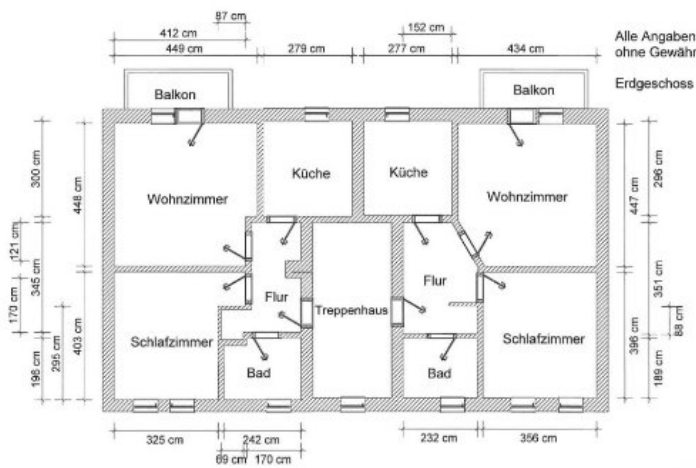 87 cm
412 cm
152 cm
449 cm
279 cm
277 cm
434 cm
Alle Angaben
ohne Gewähr
Erdgeschoss
Balkon
Balkon
300 cm
448 cm
Wohnzimmer
Küche
Küche
Wohnzimmer
447 cm
296 cm
121 cm
345 cm
170 cm
Flur
Flur
351 cm
Treppenhaus
88 cm
Schlafzimmer
Schlafzimmer
295 cm
403 cm
396 cm
198 cm
Bad
Bad
189 cm
325 cm
242 cm
232 cm
356 cm
69 cm
170 cm